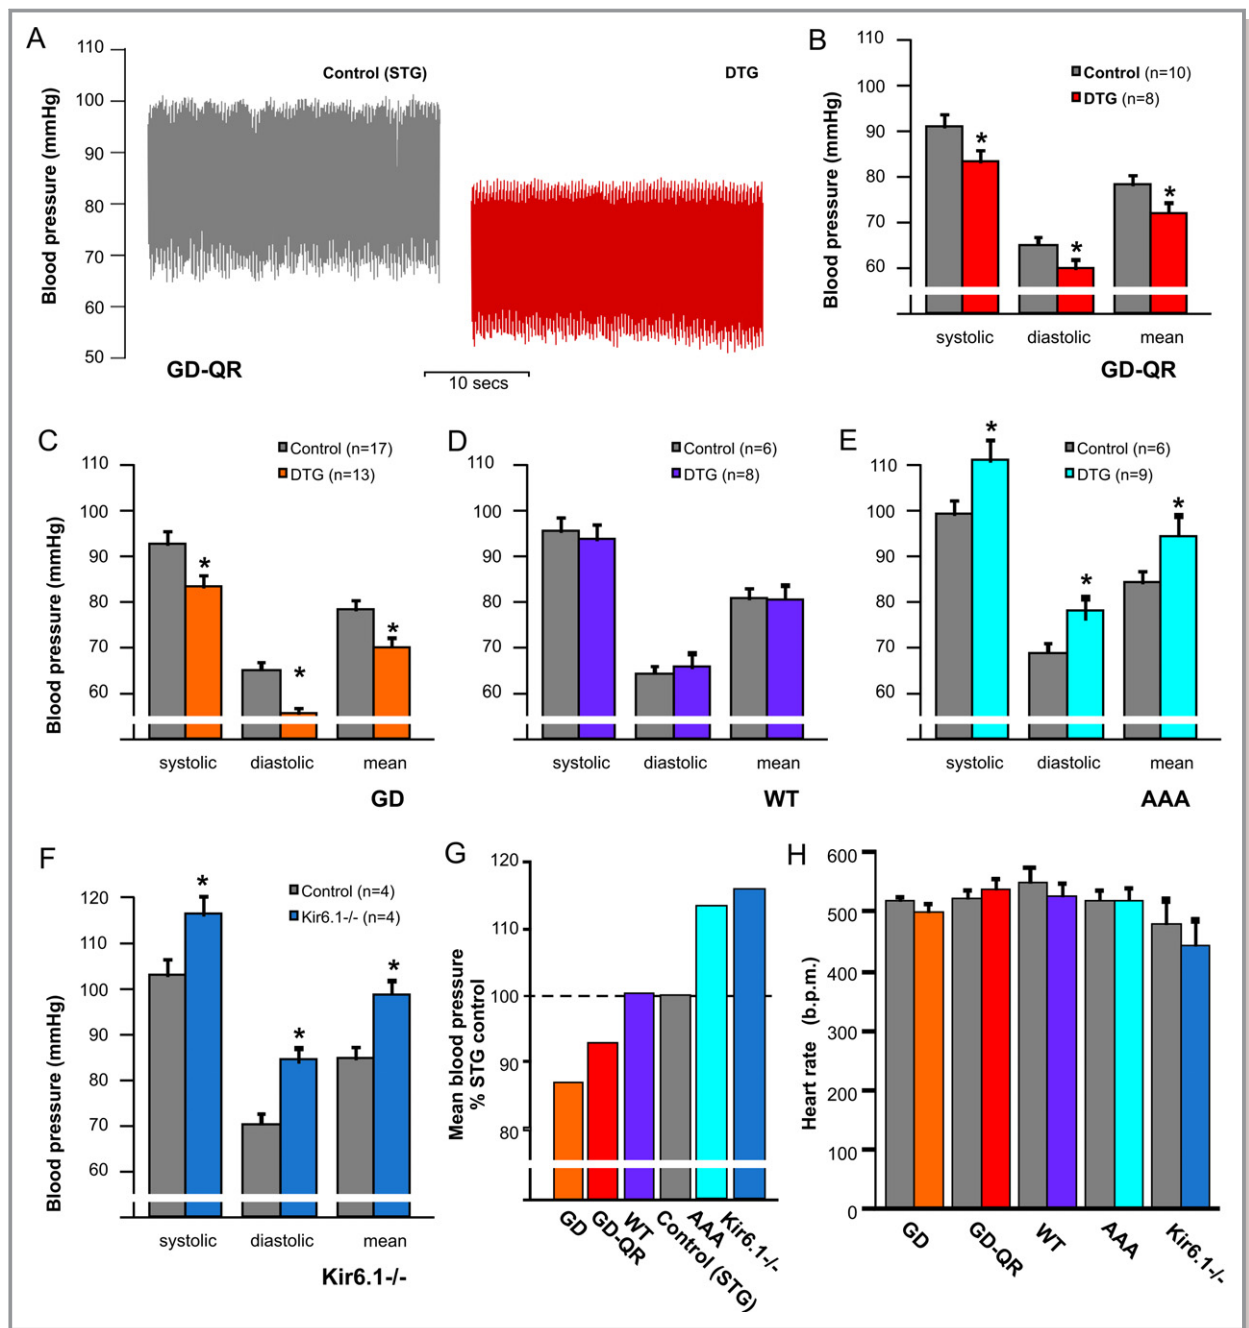 A
110
100
90
80
70
60
50
Blood pressure (mmHg)
Control (STG)
DTG
GD-QR
10 secs
B
110
100
90
80
70
60
Blood pressure (mmHg)
Control (n=10)
DTG (n=8)
*
*
*
systolic diastolic mean
GD-QR
C
110
100
90
80
70
60
Blood pressure (mmHg)
Control (n=17)
DTG (n=13)
*
*
*
systolic diastolic mean
GD
D
110
100
90
80
70
60
Control (n=6)
DTG (n=8)
systolic diastolic mean
WT
E
110
100
90
80
70
60
Control (n=6)
DTG (n=9)
*
*
*
systolic diastolic mean
AAA
F
120
110
100
90
80
70
60
Blood pressure (mmHg)
Control (n=4)
Kir6.1-/- (n=4)
*
*
*
systolic diastolic mean
Kir6.1-/-
G
120
110
100
90
80
Mean blood pressure
% STG control
GD
GD-QR
WT
Control (STG)
AAA
Kir6.1-/-
H
600
500
400
300
200
100
0
Heart rate (b.p.m.)
GD
GD-QR
WT
AAA
Kir6.1-/-